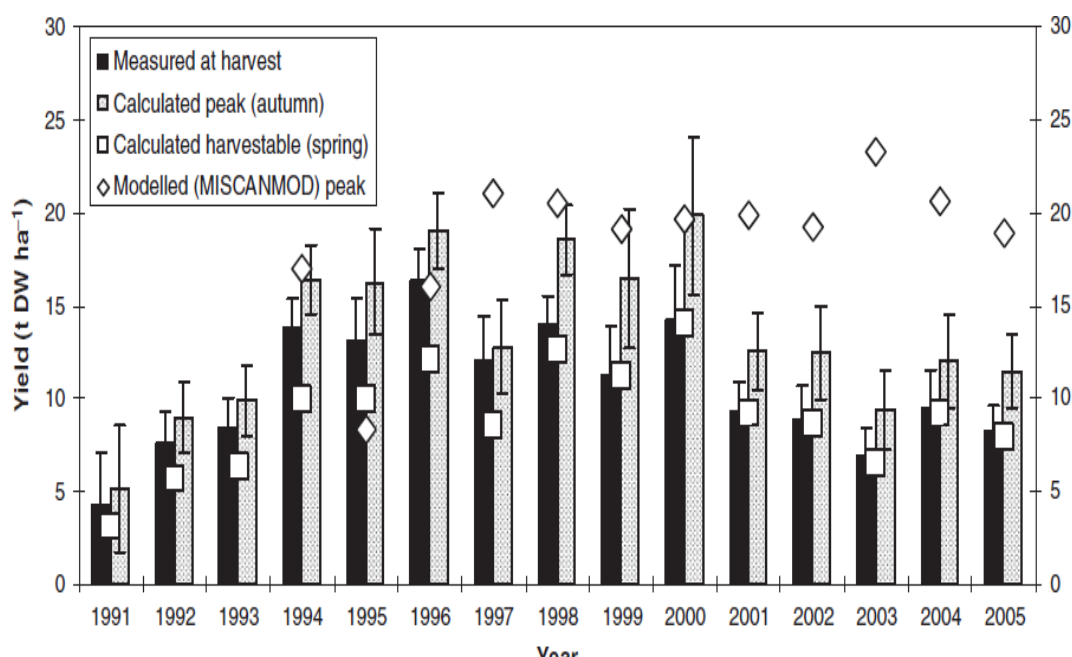 30
25
20
15
10
5
0
Yield (t DW ha⁻¹)
Measured at harvest
Calculated peak (autumn)
Calculated harvestable (spring)
Modelled (MISCANMOD) peak
30
25
20
15
10
5
0
1991 1992 1993 1994 1995 1996 1997 1998 1999 2000 2001 2002 2003 2004 2005
Year